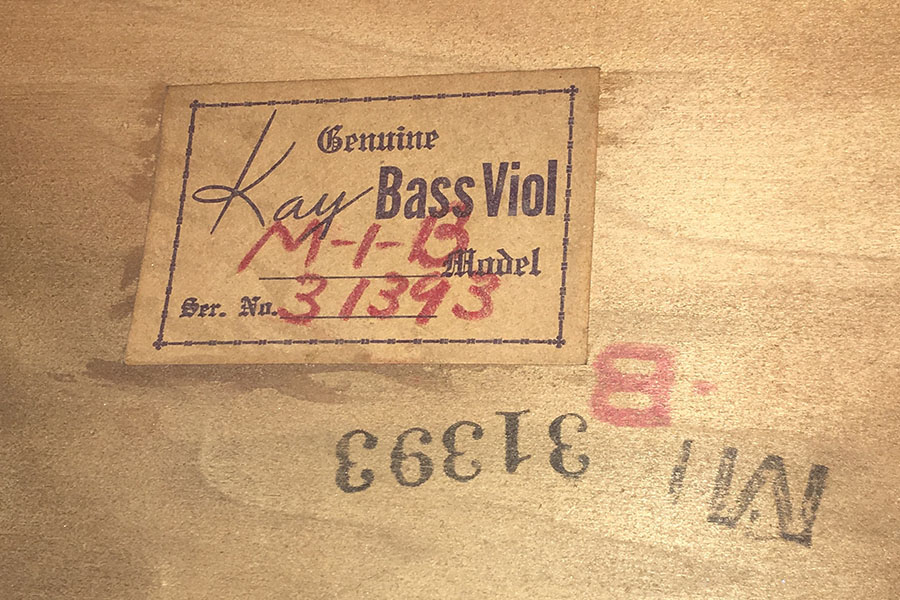 Genuine
Kay Bass Viol
M-1-B Model
Ser. No. 31393
M1 -B
31393